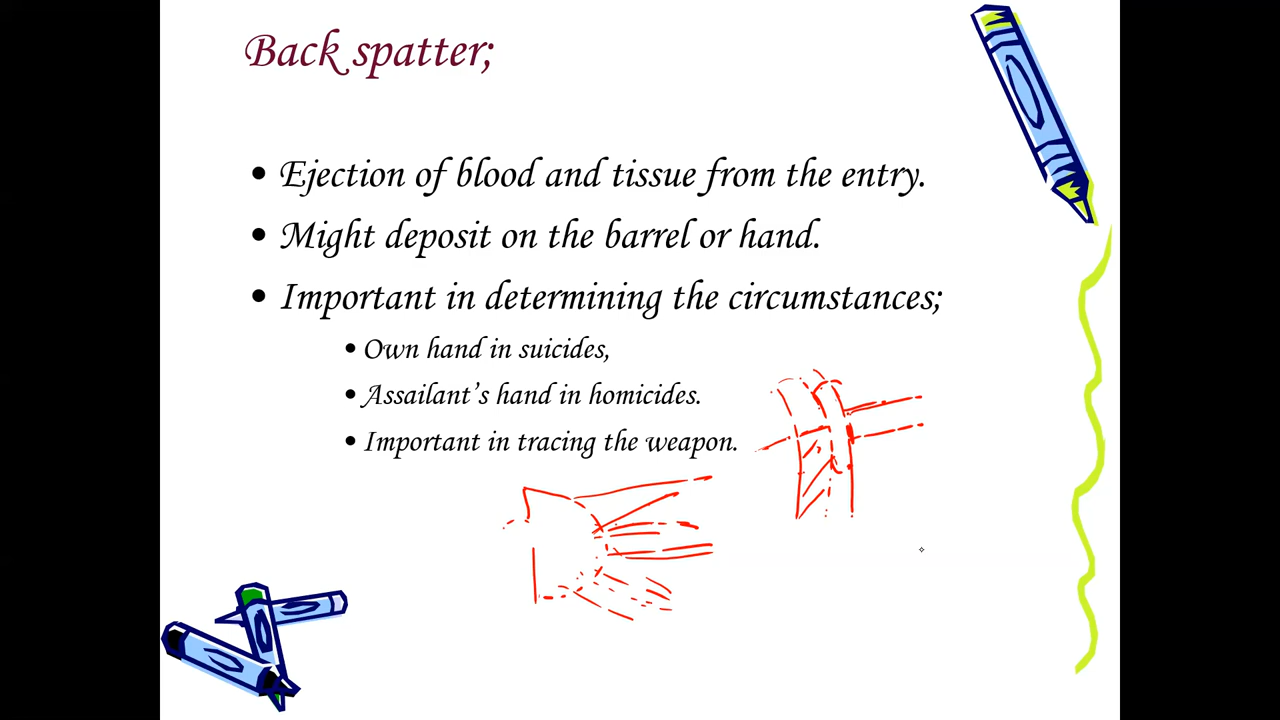 Back spatter;
• Ejection of blood and tissue from the entry.
• Might deposit on the barrel or hand.
• Important in determining the circumstances;
• Own hand in suicides,
• Assailant's hand in homicides.
• Important in tracing the weapon.